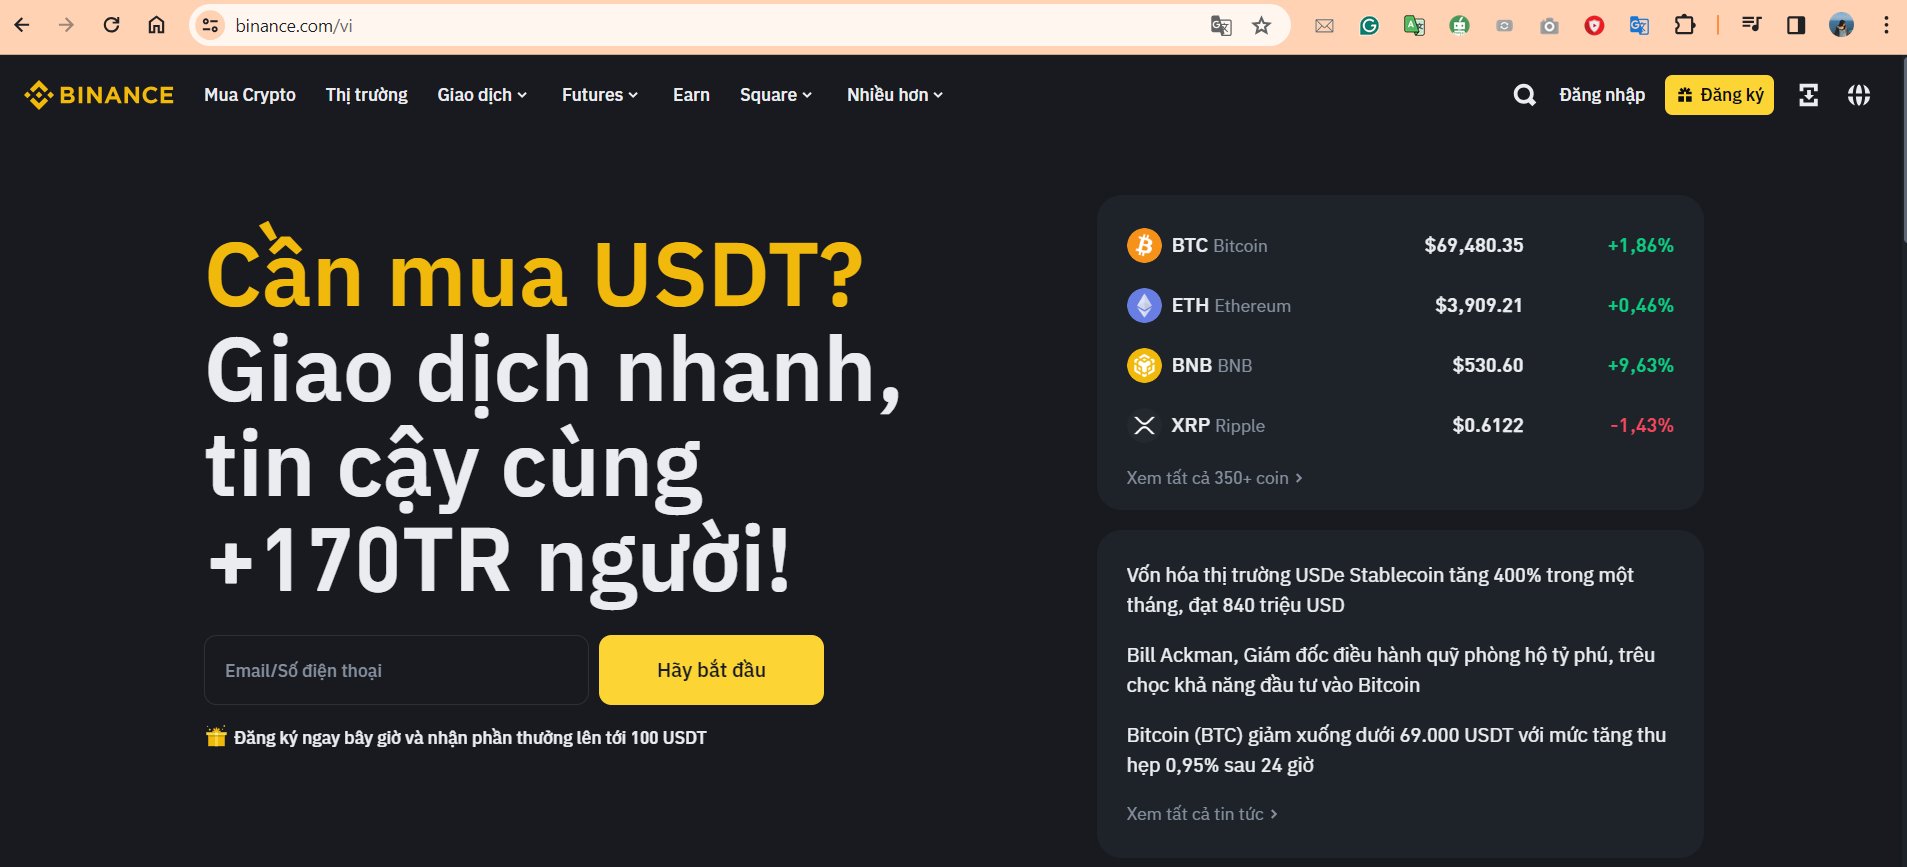 binance.com/vi
BINANCE
Mua Crypto
Thị trường
Giao dịch
Futures
Earn
Square
Nhiều hơn
Đăng nhập
Đăng ký
Cần mua USDT?
Giao dịch nhanh,
tin cậy cùng
+170TR người!
Email/Số điện thoại
Hãy bắt đầu
Đăng ký ngay bây giờ và nhận phần thưởng lên tới 100 USDT
BTC Bitcoin $69,480.35 +1,86%
ETH Ethereum $3,909.21 +0,46%
BNB BNB $530.60 +9,63%
XRP Ripple $0.6122 -1,43%
Xem tất cả 350+ coin
Vốn hóa thị trường USDe Stablecoin tăng 400% trong một
tháng, đạt 840 triệu USD
Bill Ackman, Giám đốc điều hành quỹ phòng hộ tỷ phú, trêu
chọc khả năng đầu tư vào Bitcoin
Bitcoin (BTC) giảm xuống dưới 69.000 USDT với mức tăng thu
hẹp 0,95% sau 24 giờ
Xem tất cả tin tức